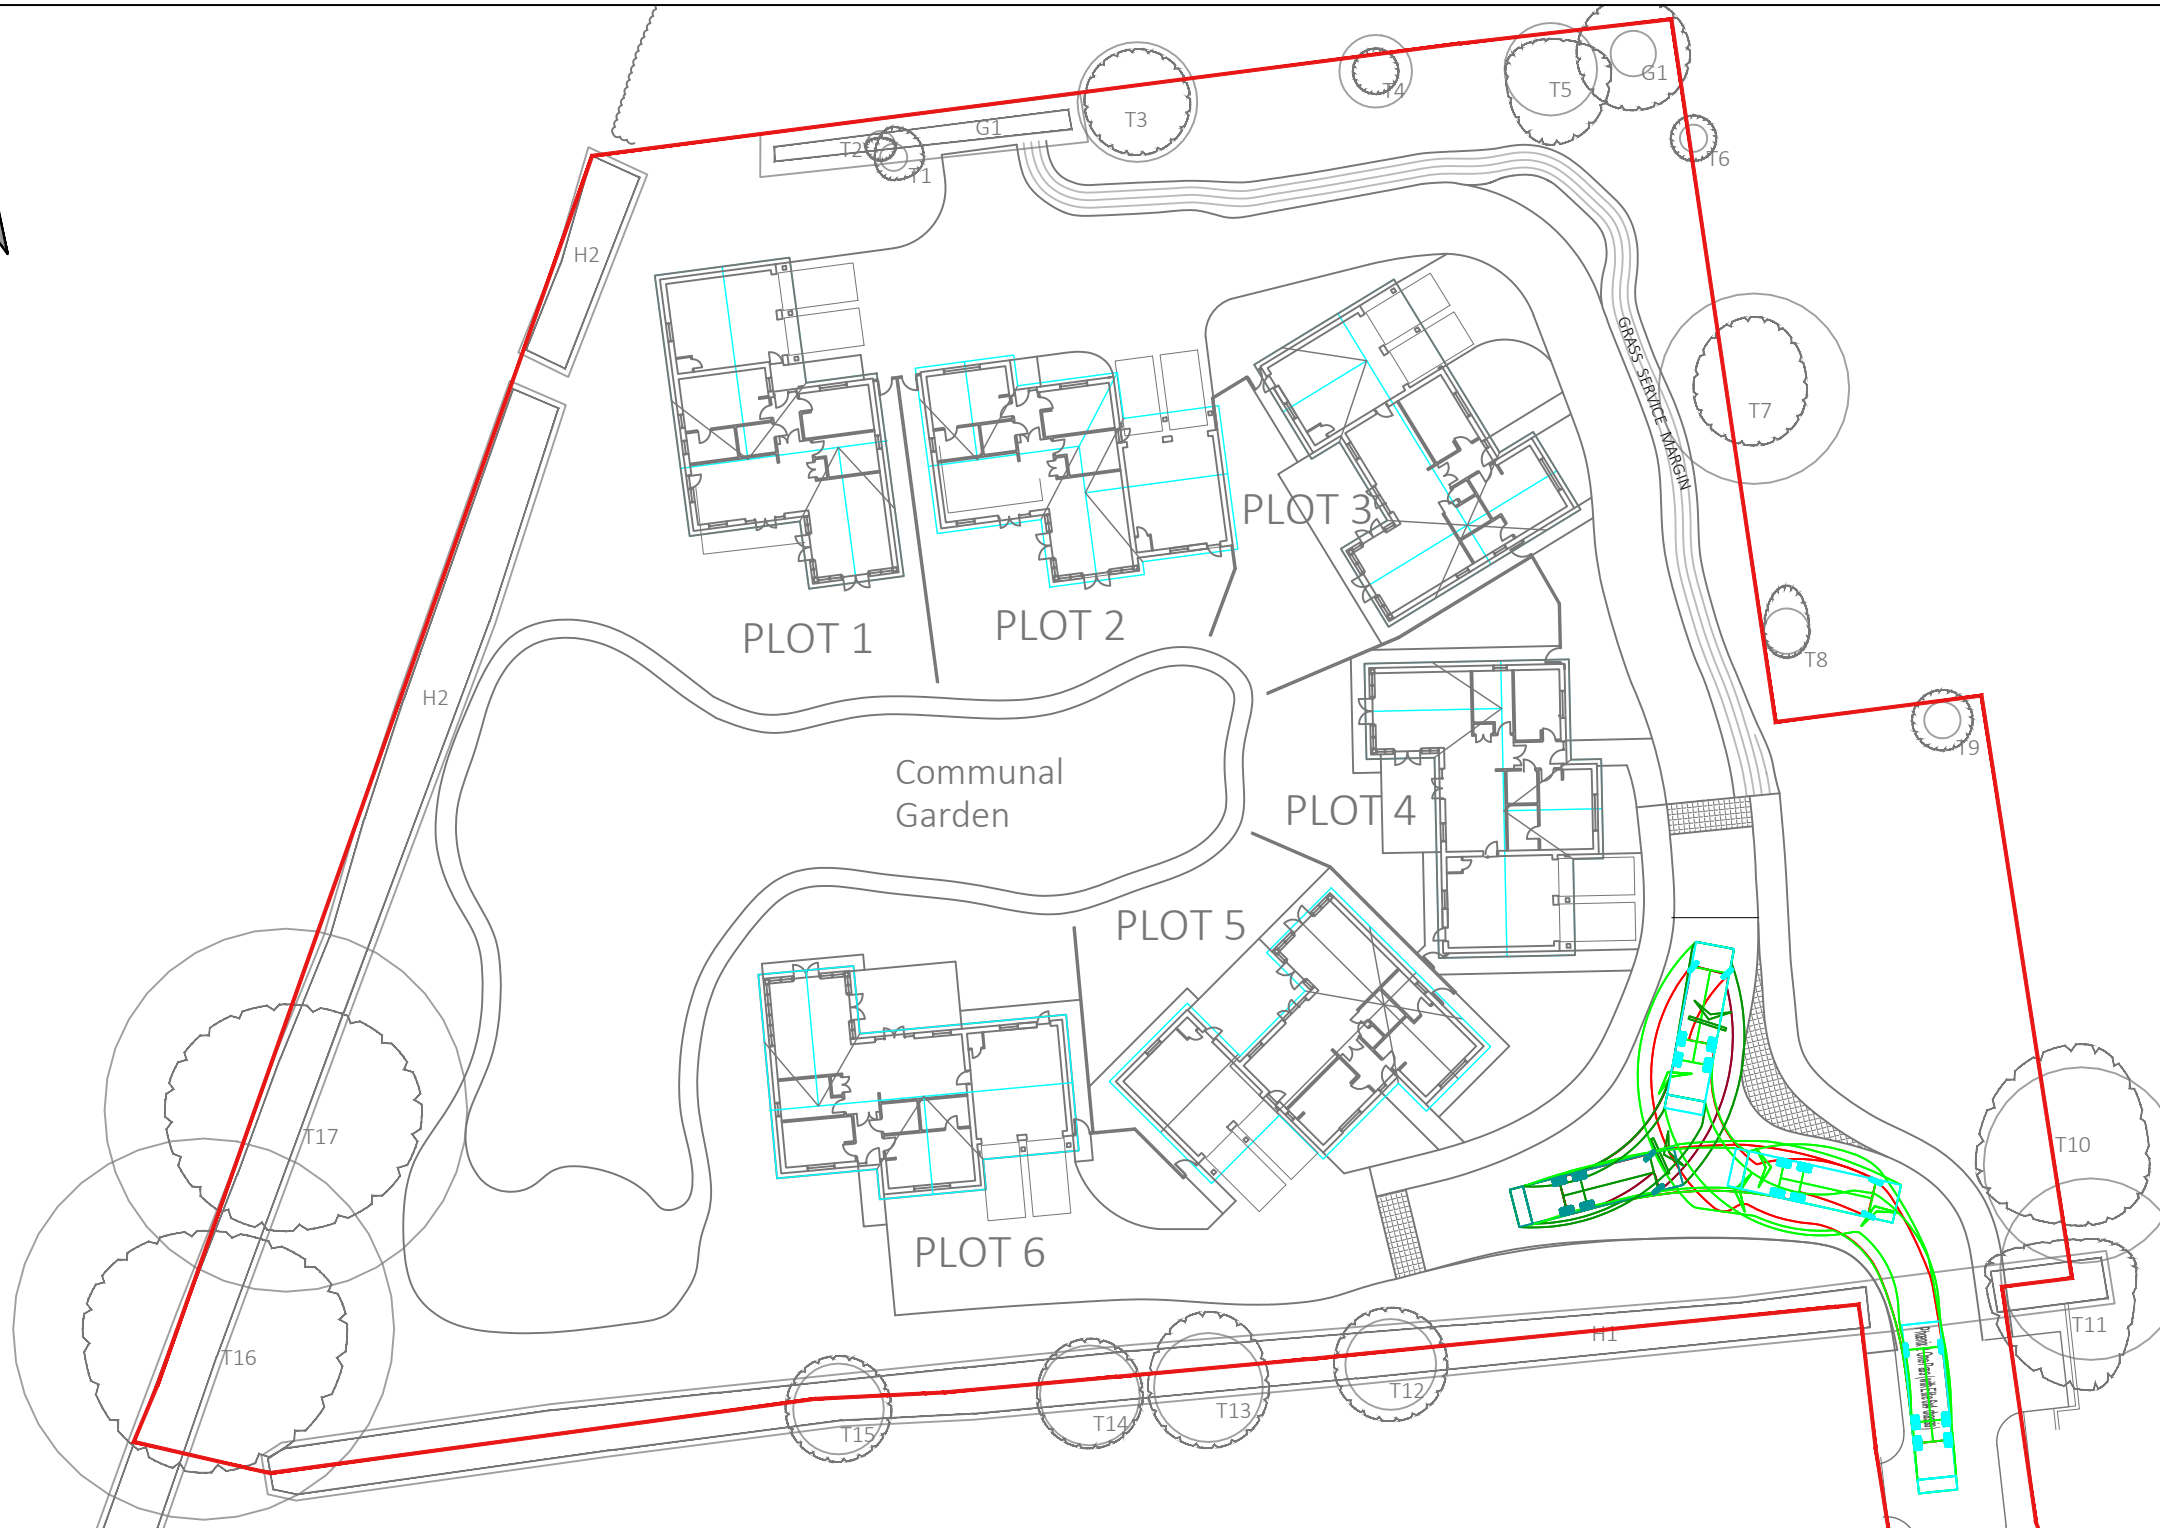 G1
T5
T4
T3
G1
T2
T1
T6
H2
GRASS SERVICE MARGIN
T7
PLOT 3
PLOT 1
PLOT 2
T8
H2
T9
Communal
Garden
PLOT 4
PLOT 5
T17
T10
PLOT 6
T16
H1
T11
T12
T13
T14
T15